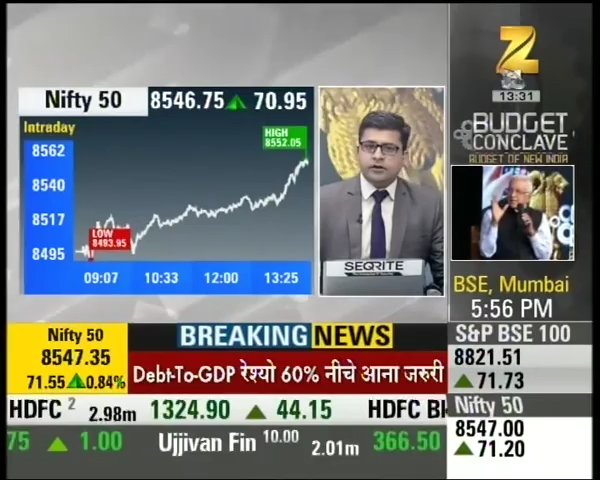 Nifty 50 8546.75 70.95
Intraday
HIGH
8552.05
8562
8540
8517
8495
LOW
8493.95
09:07 10:33 12:00 13:25
SEQRITE
Z
13:31
BUDGET
CONCLAVE
BUDGET OF NEW INDIA
BSE, Mumbai
5:56 PM
Nifty 50
8547.35
71.55 0.84%
BREAKING NEWS
Debt-To-GDP रेश्यो 60% नीचे आना जरुरी
S&P BSE 100
8821.51
71.73
Nifty 50
8547.00
71.20
HDFC 2 2.98m 1324.90 44.15 HDFC
75 1.00 Ujjivan Fin 10.00 2.01m 366.50